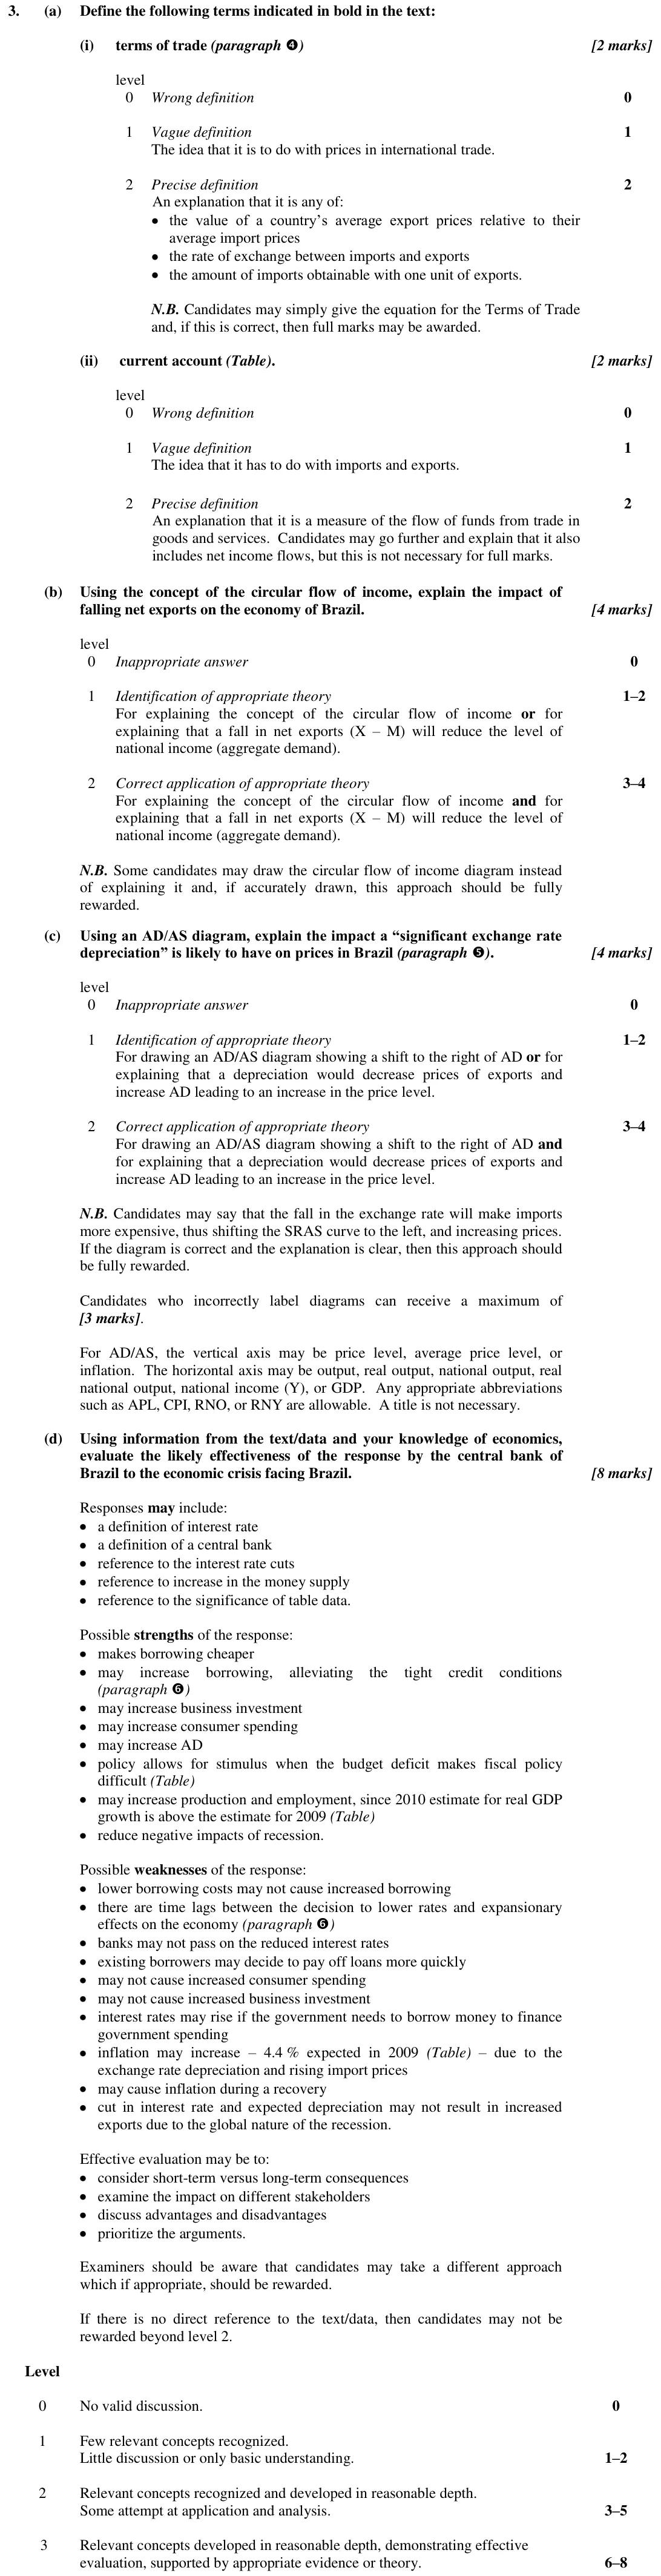 3. (a) Define the following terms indicated in bold in the text:
(i) terms of trade (paragraph ❹) [2 marks]
level
0 Wrong definition 0
1 Vague definition 1
The idea that it is to do with prices in international trade.
2 Precise definition 2
An explanation that it is any of:
• the value of a country's average export prices relative to their
average import prices
• the rate of exchange between imports and exports
• the amount of imports obtainable with one unit of exports.
N.B. Candidates may simply give the equation for the Terms of Trade
and, if this is correct, then full marks may be awarded.
(ii) current account (Table). [2 marks]
level
0 Wrong definition 0
1 Vague definition 1
The idea that it has to do with imports and exports.
2 Precise definition 2
An explanation that it is a measure of the flow of funds from trade in
goods and services. Candidates may go further and explain that it also
includes net income flows, but this is not necessary for full marks.
(b) Using the concept of the circular flow of income, explain the impact of
falling net exports on the economy of Brazil. [4 marks]
level
0 Inappropriate answer 0
1 Identification of appropriate theory 1–2
For explaining the concept of the circular flow of income or for
explaining that a fall in net exports (X – M) will reduce the level of
national income (aggregate demand).
2 Correct application of appropriate theory 3–4
For explaining the concept of the circular flow of income and for
explaining that a fall in net exports (X – M) will reduce the level of
national income (aggregate demand).
N.B. Some candidates may draw the circular flow of income diagram instead
of explaining it and, if accurately drawn, this approach should be fully
rewarded.
(c) Using an AD/AS diagram, explain the impact a “significant exchange rate
depreciation” is likely to have on prices in Brazil (paragraph ❺). [4 marks]
level
0 Inappropriate answer 0
1 Identification of appropriate theory 1–2
For drawing an AD/AS diagram showing a shift to the right of AD or for
explaining that a depreciation would decrease prices of exports and
increase AD leading to an increase in the price level.
2 Correct application of appropriate theory 3–4
For drawing an AD/AS diagram showing a shift to the right of AD and
for explaining that a depreciation would decrease prices of exports and
increase AD leading to an increase in the price level.
N.B. Candidates may say that the fall in the exchange rate will make imports
more expensive, thus shifting the SRAS curve to the left, and increasing prices.
If the diagram is correct and the explanation is clear, then this approach should
be fully rewarded.
Candidates who incorrectly label diagrams can receive a maximum of
[3 marks].
For AD/AS, the vertical axis may be price level, average price level, or
inflation. The horizontal axis may be output, real output, national output, real
national output, national income (Y), or GDP. Any appropriate abbreviations
such as APL, CPI, RNO, or RNY are allowable. A title is not necessary.
(d) Using information from the text/data and your knowledge of economics,
evaluate the likely effectiveness of the response by the central bank of
Brazil to the economic crisis facing Brazil. [8 marks]
Responses may include:
• a definition of interest rate
• a definition of a central bank
• reference to the interest rate cuts
• reference to increase in the money supply
• reference to the significance of table data.
Possible strengths of the response:
• makes borrowing cheaper
• may increase borrowing, alleviating the tight credit conditions
(paragraph ❻)
• may increase business investment
• may increase consumer spending
• may increase AD
• policy allows for stimulus when the budget deficit makes fiscal policy
difficult (Table)
• may increase production and employment, since 2010 estimate for real GDP
growth is above the estimate for 2009 (Table)
• reduce negative impacts of recession.
Possible weaknesses of the response:
• lower borrowing costs may not cause increased borrowing
• there are time lags between the decision to lower rates and expansionary
effects on the economy (paragraph ❻)
• banks may not pass on the reduced interest rates
• existing borrowers may decide to pay off loans more quickly
• may not cause increased consumer spending
• may not cause increased business investment
• interest rates may rise if the government needs to borrow money to finance
government spending
• inflation may increase – 4.4 % expected in 2009 (Table) – due to the
exchange rate depreciation and rising import prices
• may cause inflation during a recovery
• cut in interest rate and expected depreciation may not result in increased
exports due to the global nature of the recession.
Effective evaluation may be to:
• consider short-term versus long-term consequences
• examine the impact on different stakeholders
• discuss advantages and disadvantages
• prioritize the arguments.
Examiners should be aware that candidates may take a different approach
which if appropriate, should be rewarded.
If there is no direct reference to the text/data, then candidates may not be
rewarded beyond level 2.
Level
0 No valid discussion. 0
1 Few relevant concepts recognized.
Little discussion or only basic understanding. 1–2
2 Relevant concepts recognized and developed in reasonable depth.
Some attempt at application and analysis. 3–5
3 Relevant concepts developed in reasonable depth, demonstrating effective
evaluation, supported by appropriate evidence or theory. 6–8